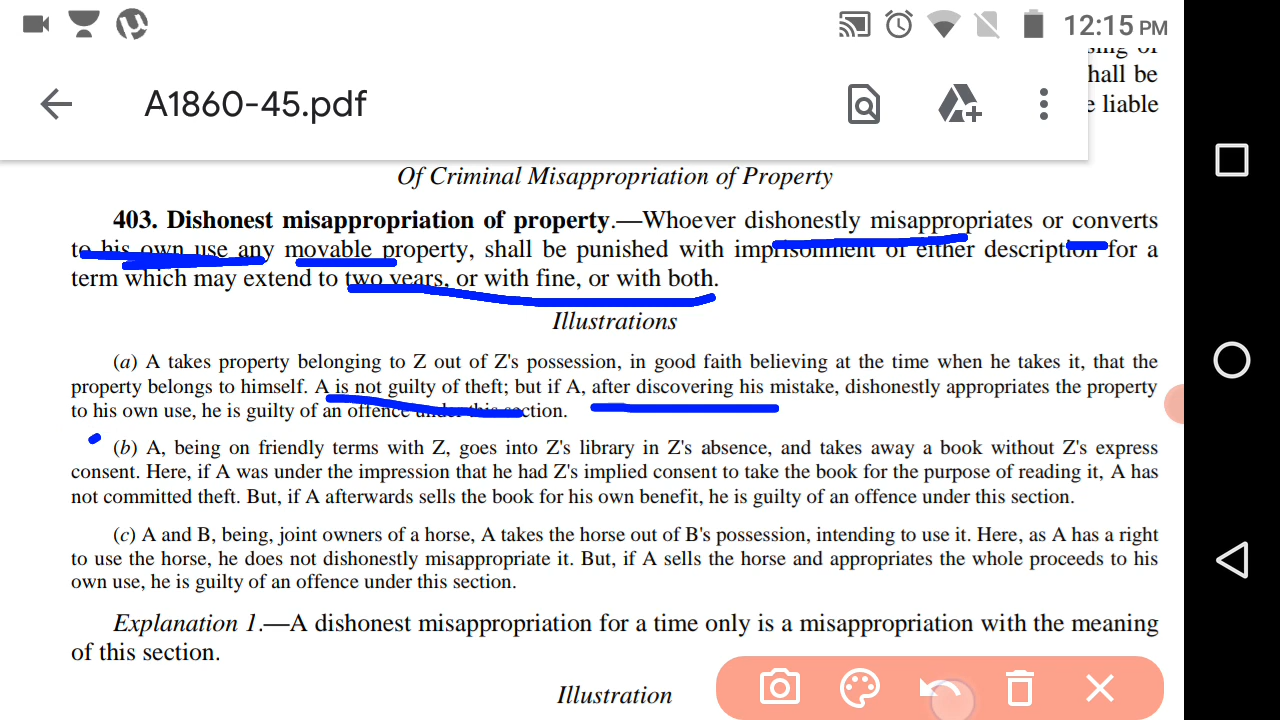 12:15 PM
sing or
A1860-45.pdf
hall be
e liable
Of Criminal Misappropriation of Property
403. Dishonest misappropriation of property.—Whoever dishonestly misappropriates or converts
to his own use any movable property, shall be punished with imprisonment of either description for a
term which may extend to two years, or with fine, or with both.
Illustrations
(a) A takes property belonging to Z out of Z's possession, in good faith believing at the time when he takes it, that the
property belongs to himself. A is not guilty of theft; but if A, after discovering his mistake, dishonestly appropriates the property
to his own use, he is guilty of an offence under this section.
(b) A, being on friendly terms with Z, goes into Z's library in Z's absence, and takes away a book without Z's express
consent. Here, if A was under the impression that he had Z's implied consent to take the book for the purpose of reading it, A has
not committed theft. But, if A afterwards sells the book for his own benefit, he is guilty of an offence under this section.
(c) A and B, being, joint owners of a horse, A takes the horse out of B's possession, intending to use it. Here, as A has a right
to use the horse, he does not dishonestly misappropriate it. But, if A sells the horse and appropriates the whole proceeds to his
own use, he is guilty of an offence under this section.
Explanation 1.—A dishonest misappropriation for a time only is a misappropriation with the meaning
of this section.
Illustration